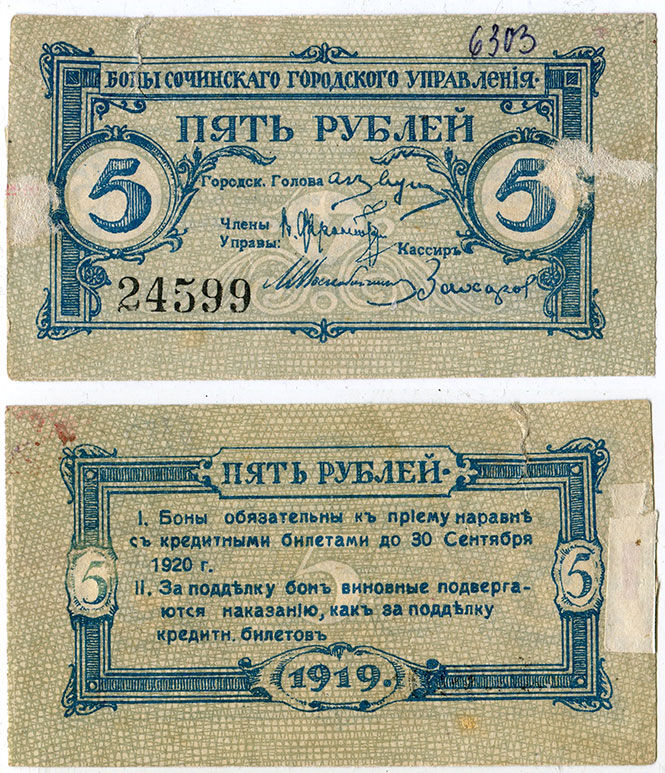 6303
БОНЫ СОЧИНСКАГО ГОРОДСКОГО УПРАВЛЕНІЯ
ПЯТЬ РУБЛЕЙ
5 5
Городск. Голова
Члены
Управы:
Кассиръ
24599 Захаров
ПЯТЬ РУБЛЕЙ
I. Боны обязательны къ пріему наравнѣ
съ кредитными билетами до 30 Сентября
1920 г.
5 5 5
II. За поддѣлку бонъ виновные подверга-
ются наказанію, какъ за поддѣлку
кредитн. билетовъ
1919.